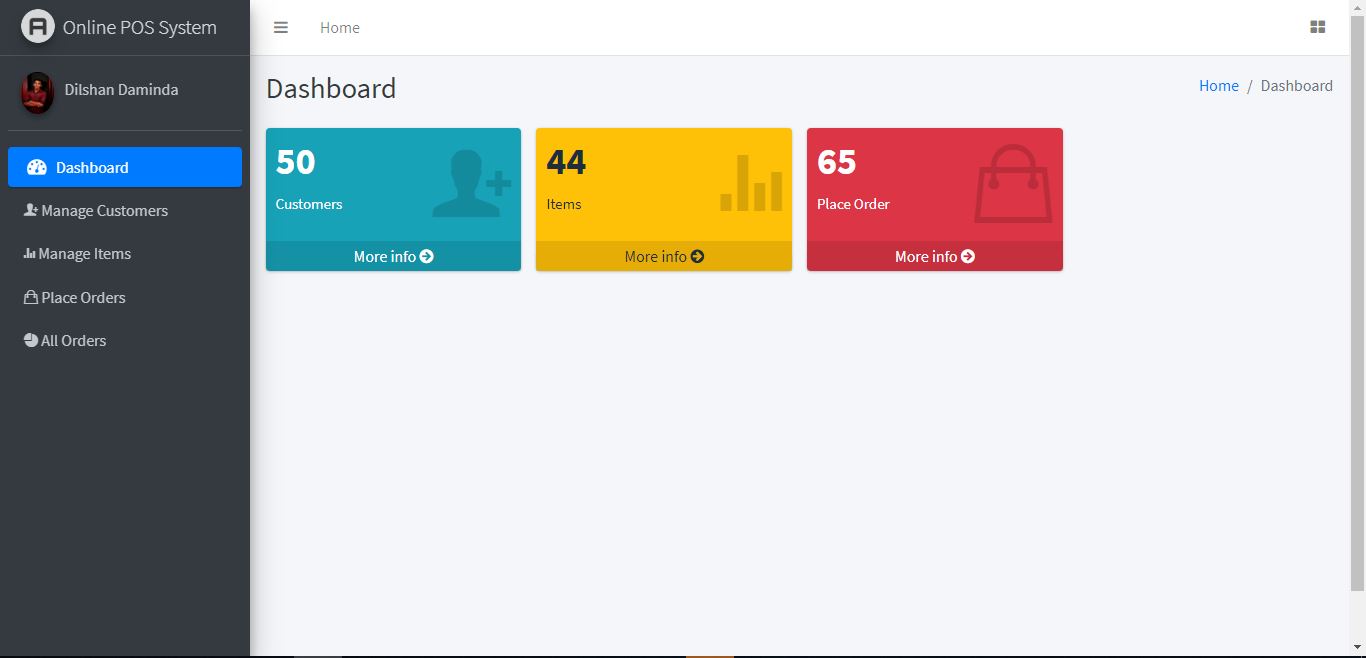 Online POS System
Home
Dilshan Daminda
Dashboard
Home / Dashboard
Dashboard
Manage Customers
Manage Items
Place Orders
All Orders
50
Customers
More info
44
Items
More info
65
Place Order
More info